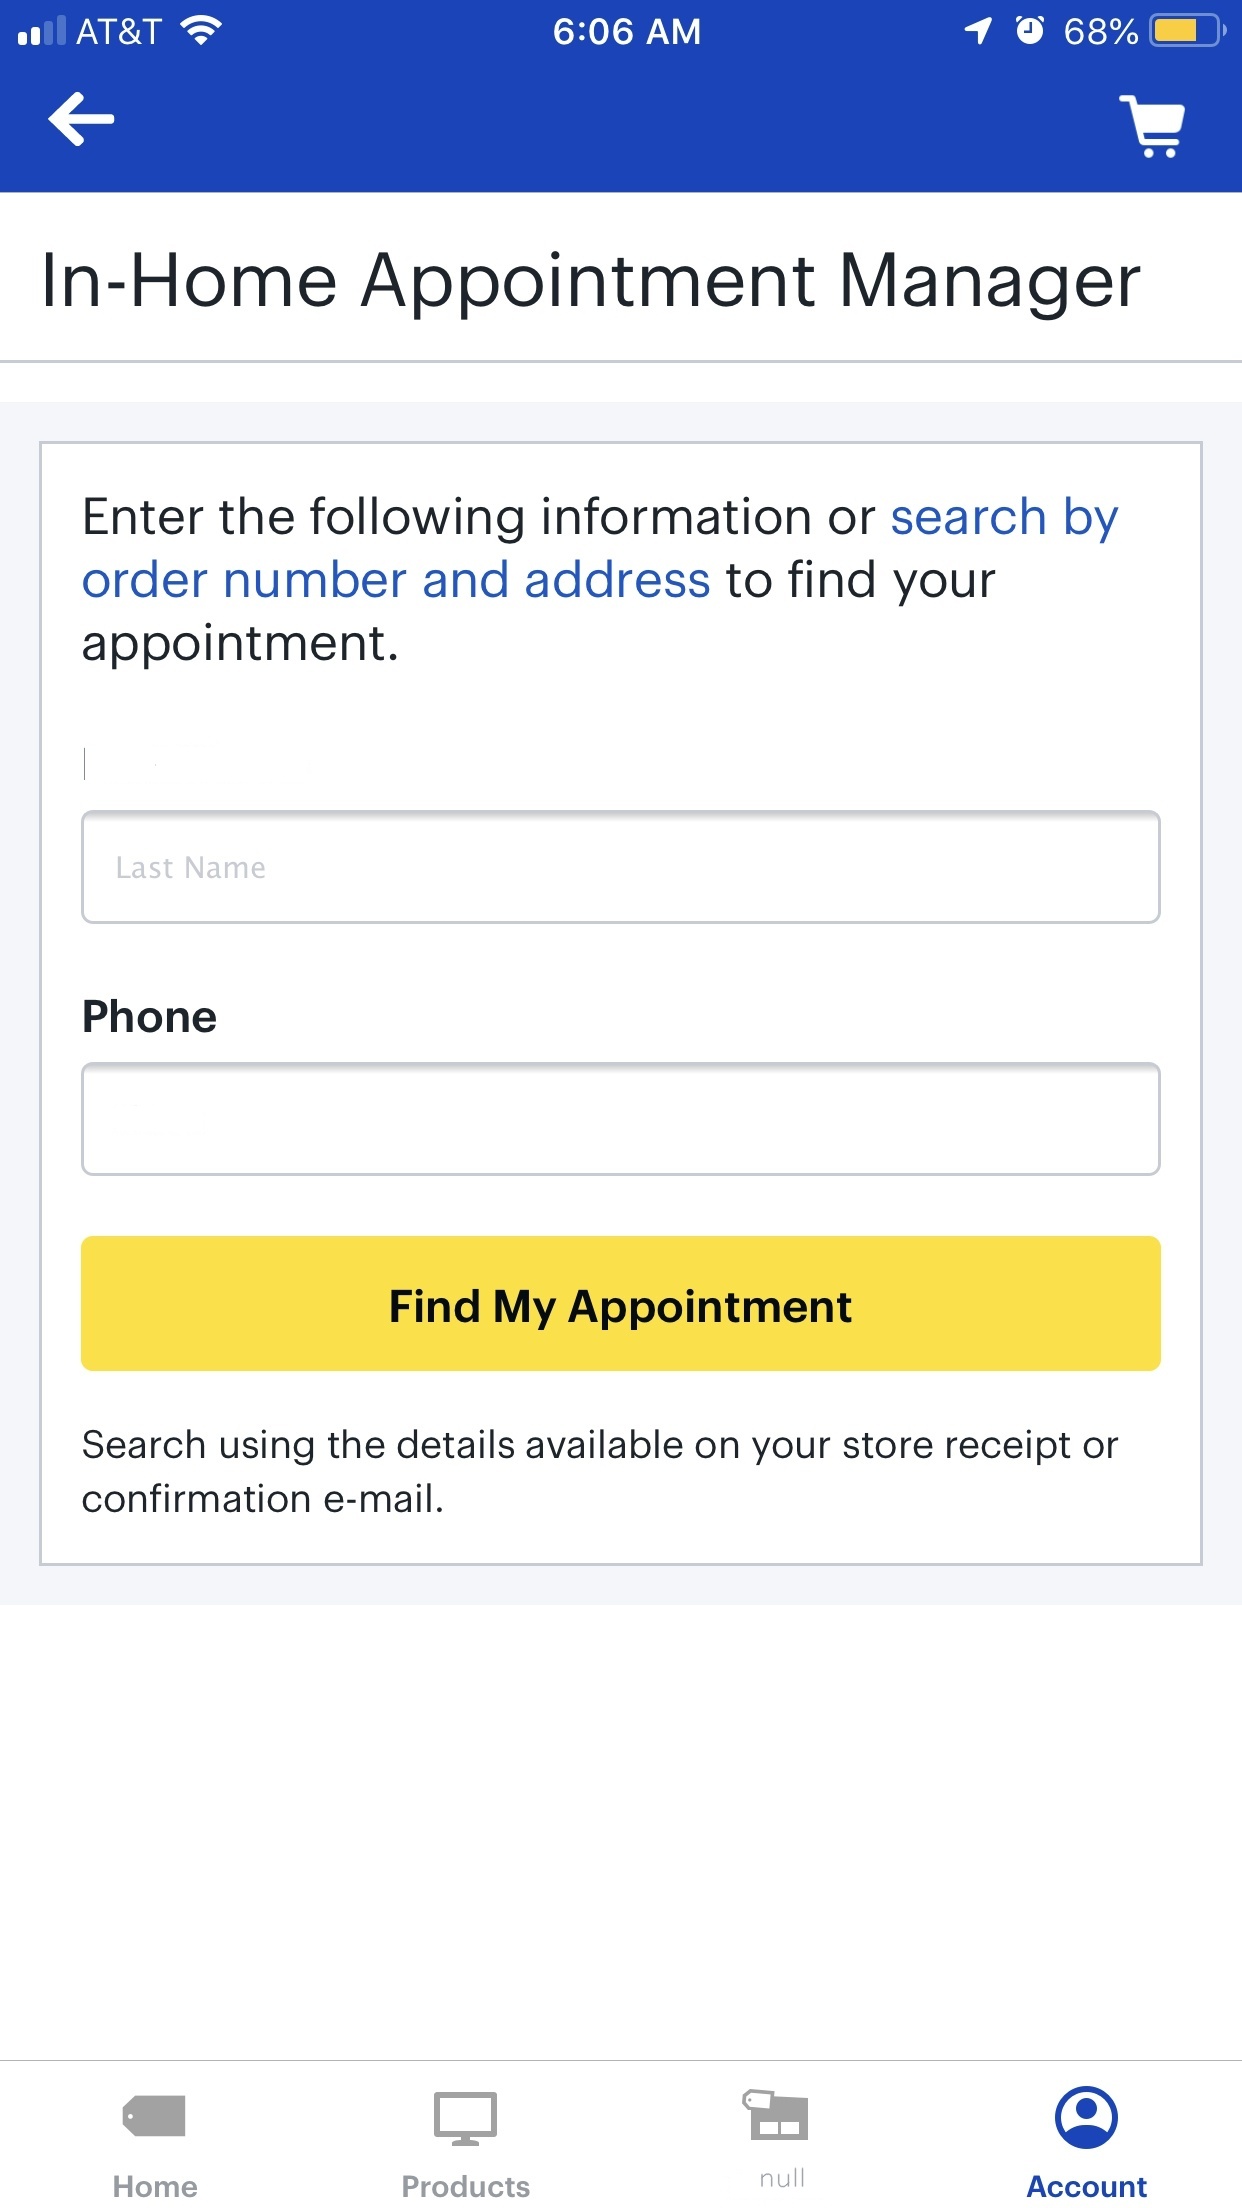 AT&T
6:06 AM
68%
In-Home Appointment Manager
Enter the following information or search by
order number and address to find your
appointment.
Last Name
Phone
Find My Appointment
Search using the details available on your store receipt or
confirmation e-mail.
Home
Products
null
Account